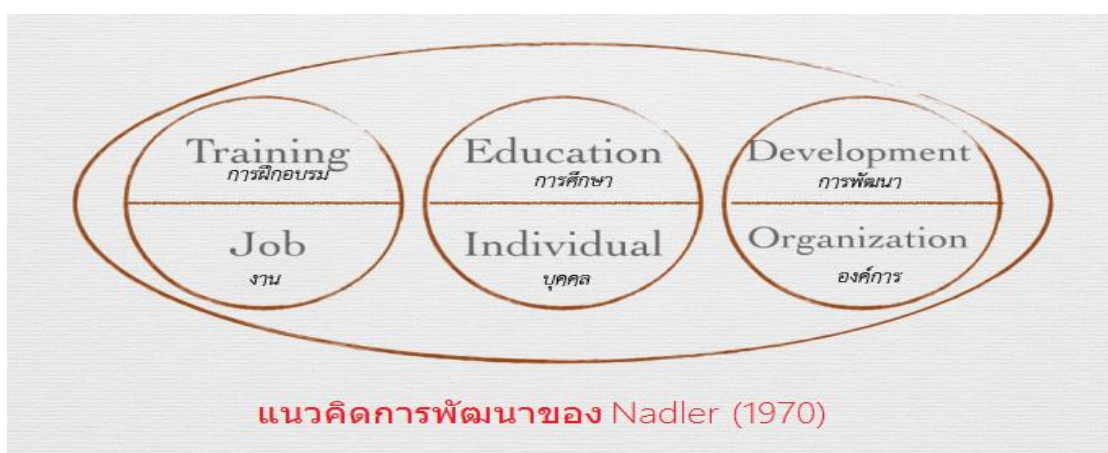 Training
การฝึกอบรม
Job
งาน
Education
การศึกษา
Individual
บุคคล
Development
การพัฒนา
Organization
องค์การ
แนวคิดการพัฒนาของ Nadler (1970)